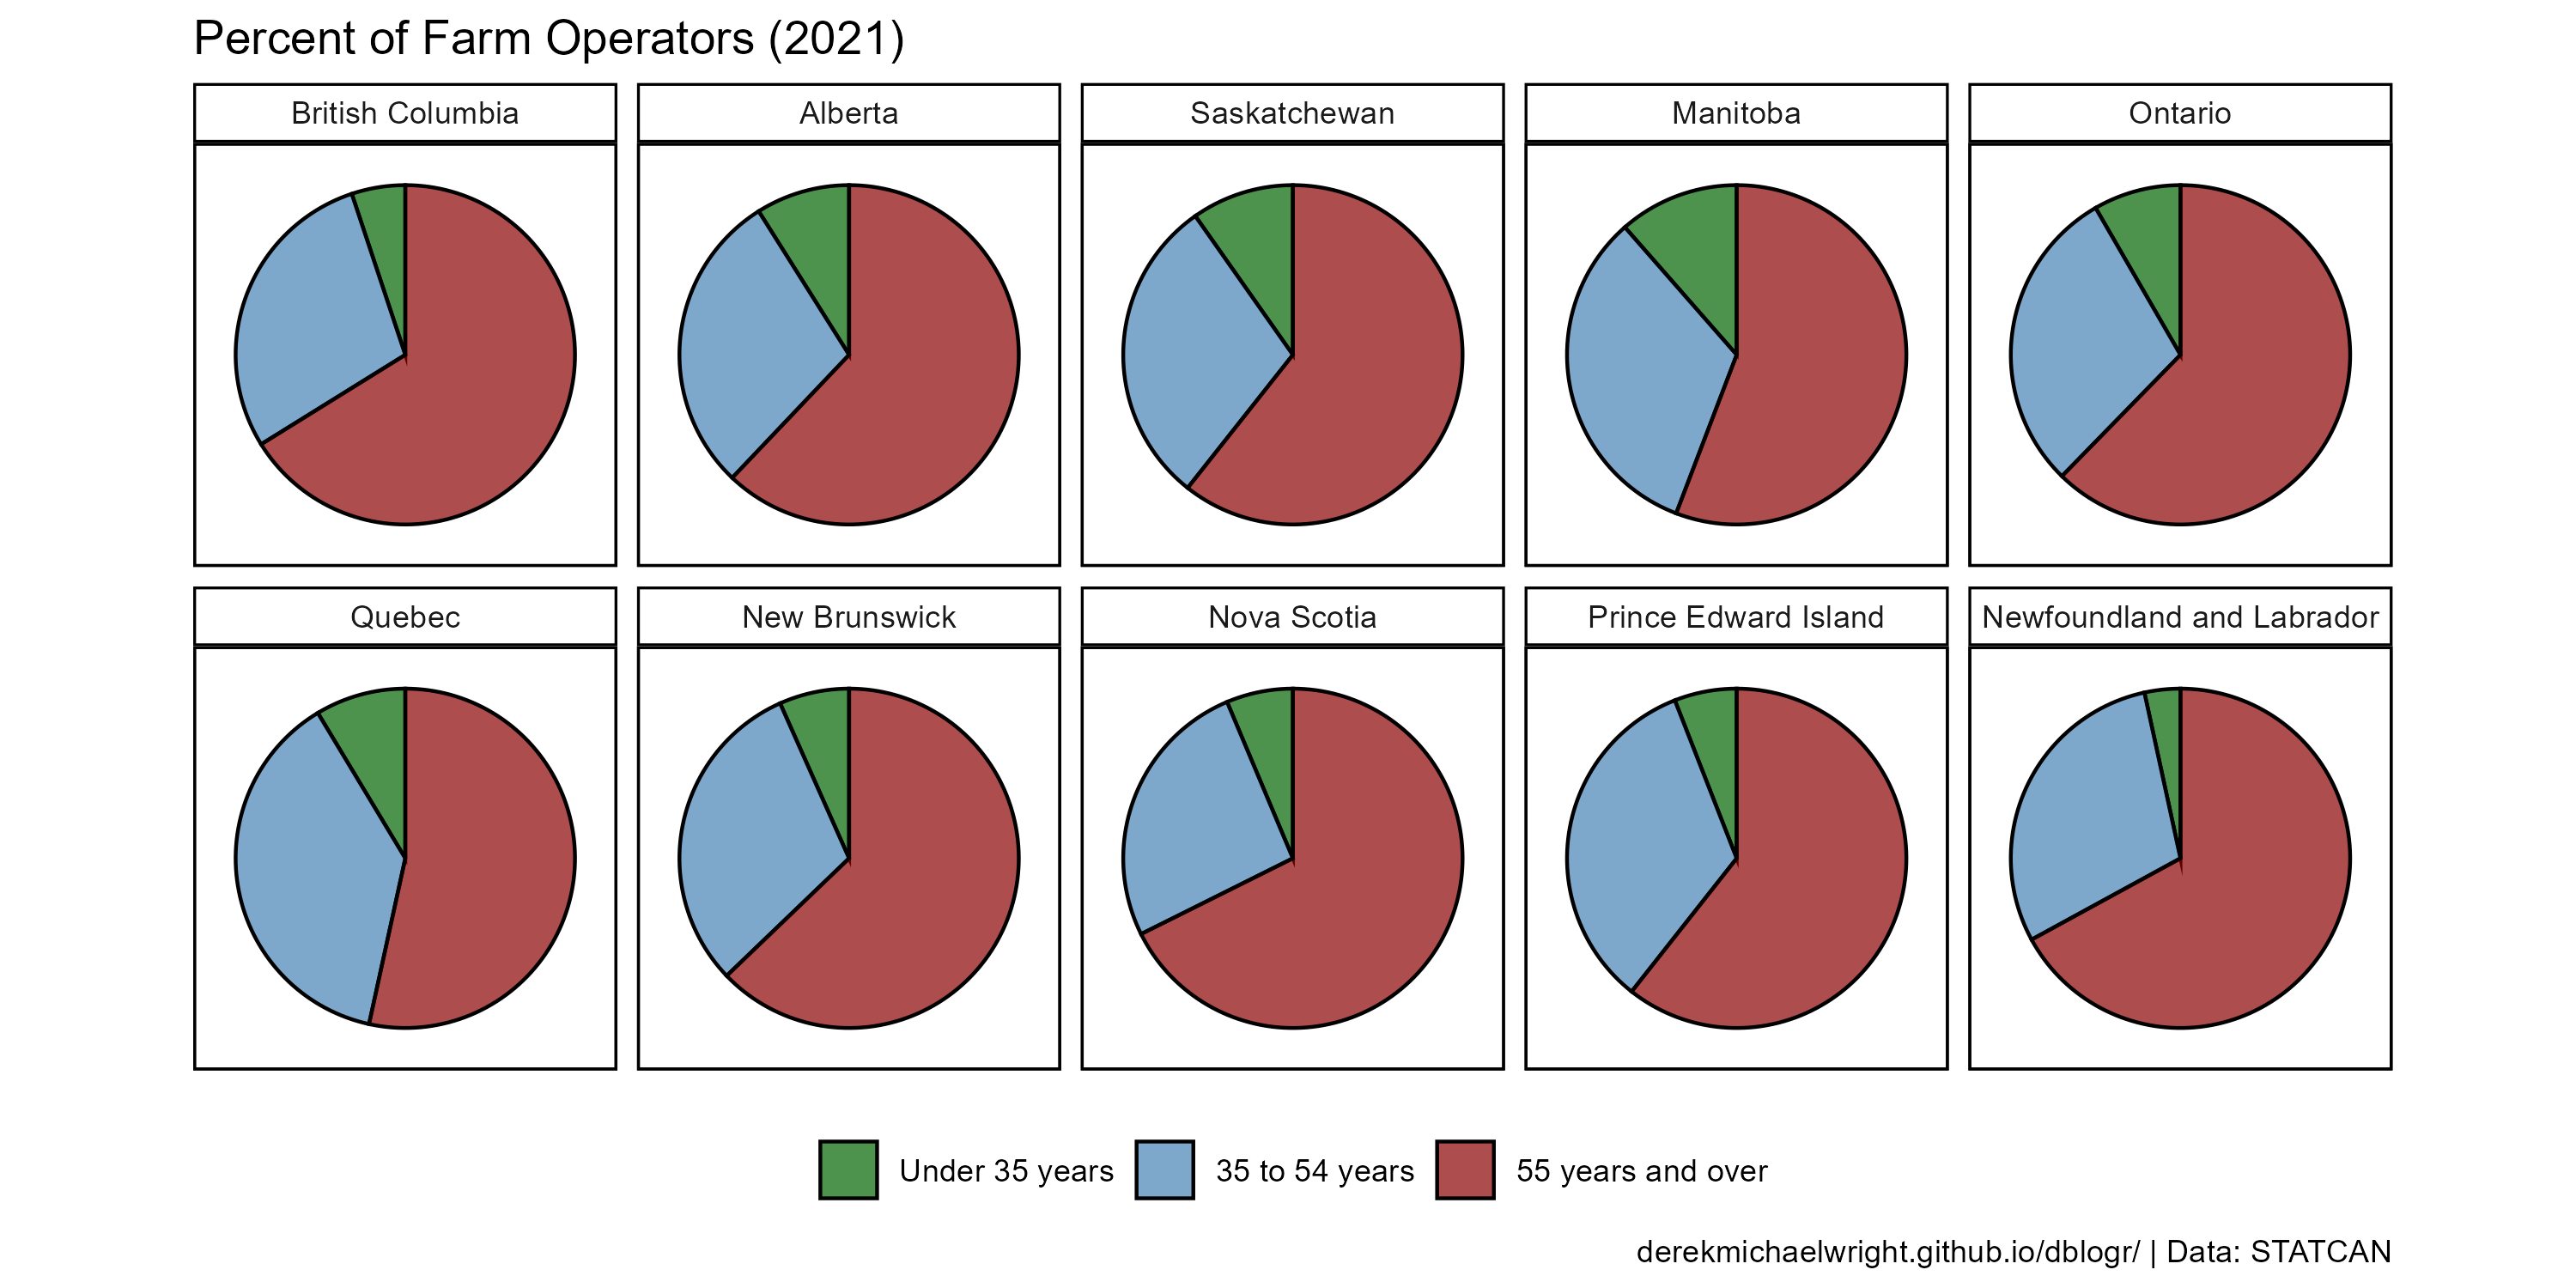 Percent of Farm Operators (2021)
British Columbia
Alberta
Saskatchewan
Manitoba
Ontario
Quebec
New Brunswick
Nova Scotia
Prince Edward Island
Newfoundland and Labrador
Under 35 years
35 to 54 years
55 years and over
derekmichaelwright.github.io/dblogr/ | Data: STATCAN